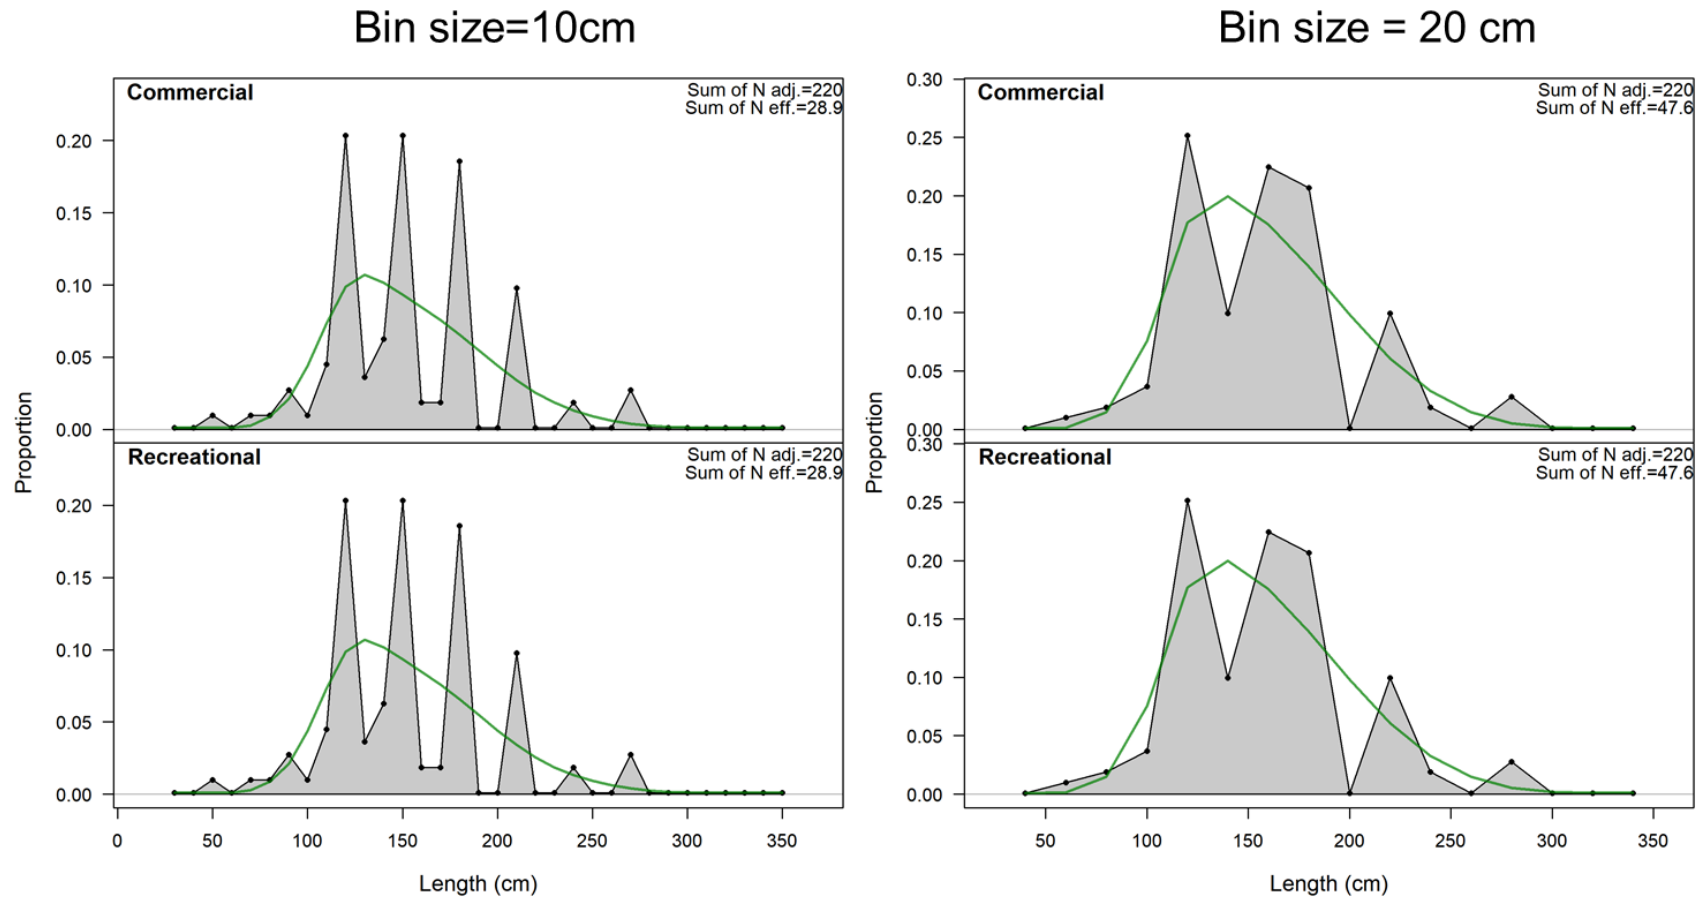 Bin size=10cm
Bin size = 20 cm
Commercial
Sum of N adj.=220
Sum of N eff.=28.9
0.20
0.15
0.10
0.05
0.00
Recreational
Sum of N adj.=220
Sum of N eff.=28.9
0.20
0.15
0.10
0.05
0.00
Proportion
0 50 100 150 200 250 300 350
Length (cm)
0.30
Commercial
Sum of N adj.=220
Sum of N eff.=47.6
0.25
0.20
0.15
0.10
0.05
0.00
0.30
Recreational
Sum of N adj.=220
Sum of N eff.=47.6
0.25
0.20
0.15
0.10
0.05
0.00
Proportion
50 100 150 200 250 300 350
Length (cm)